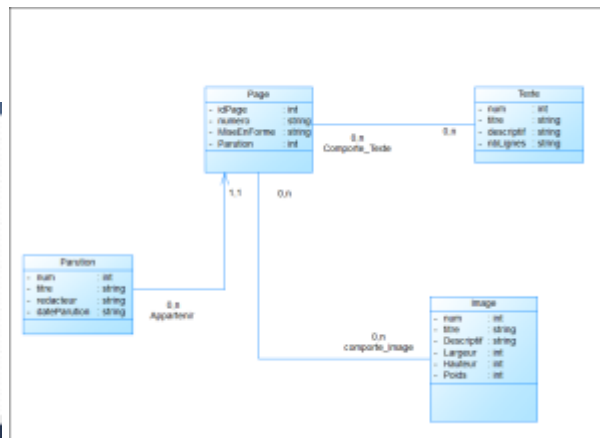 Page
- idPage : int
- numero : string
- MiseEnForme : string
- Parution : int
Texte
- num : int
- titre : string
- descriptif : string
- nbLignes : string
0,n
Comporte_Texte
0,n
1,1
0,n
Parution
- num : int
- titre : string
- redacteur : string
- dateParution : string
0,n
Appartenir
0,n
comporte_image
Image
- num : int
- titre : string
- Descriptif : string
- Largeur : int
- Hauteur : int
- Poids : int